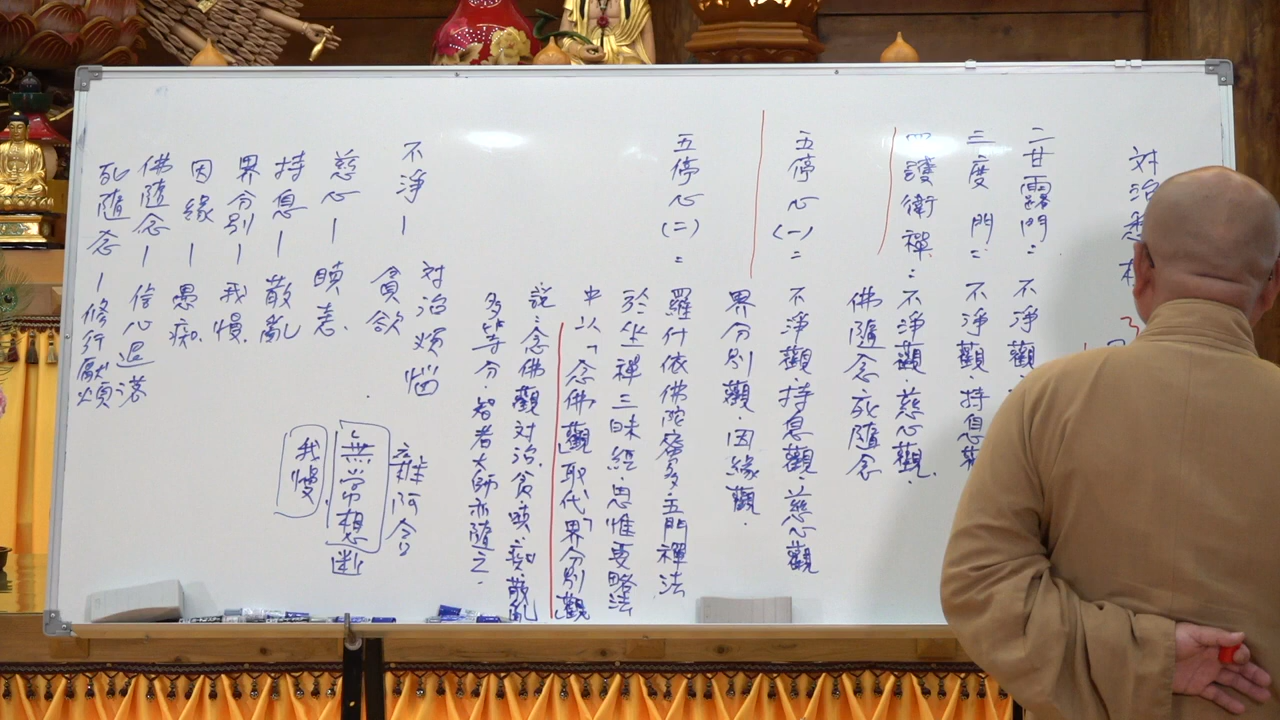 對治悉檀
二甘露門：不淨觀.
三度門：不淨觀.持息
四護衛禪：不淨觀.慈心觀.
佛隨念.死隨念
五停心(一)：不淨觀.持息觀.慈心觀
界分別觀.因緣觀.
五停心(二)：羅什依佛陀蜜多五門禪法
於坐禪三昧經.思惟要略法
中以「念佛觀」取代「界分別觀」
說：念佛觀對治貪.瞋.痴.散亂
多等分.智者大師亦隨之.
對治煩惱
不淨－貪欲
慈心－瞋恚.
持息－散亂
界分別－我慢.
因緣－愚痴.
佛隨念－信心退落
死隨念－修行厭煩
雜阿含
無常想斷
我慢